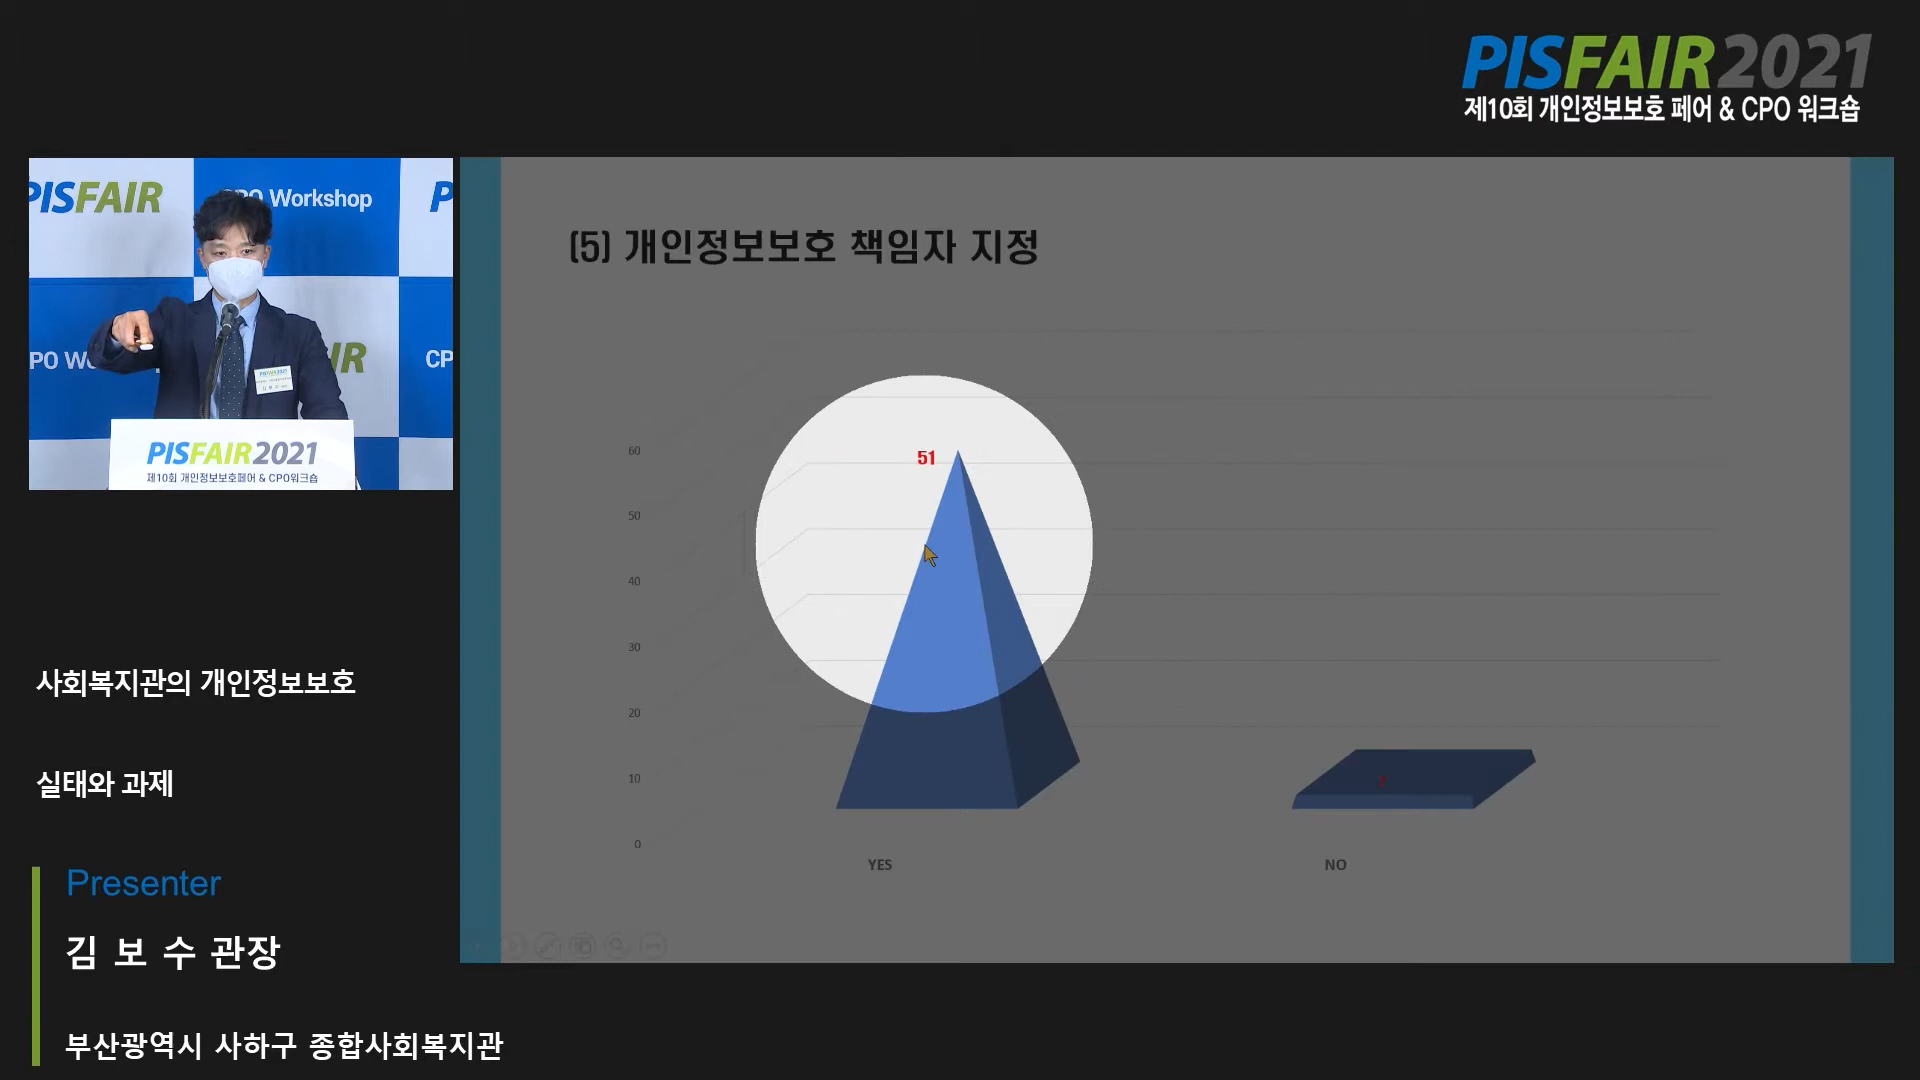 PISFAIR 2021
제10회 개인정보보호 페어 & CPO 워크숍
PISFAIR
CPO Workshop
PISFAIR2021
제10회 개인정보보호페어 & CPO워크숍
(5) 개인정보보호 책임자 지정
51
60
50
40
30
20
10
0
YES
NO
사회복지관의 개인정보보호
실태와 과제
Presenter
김 보 수 관장
부산광역시 사하구 종합사회복지관